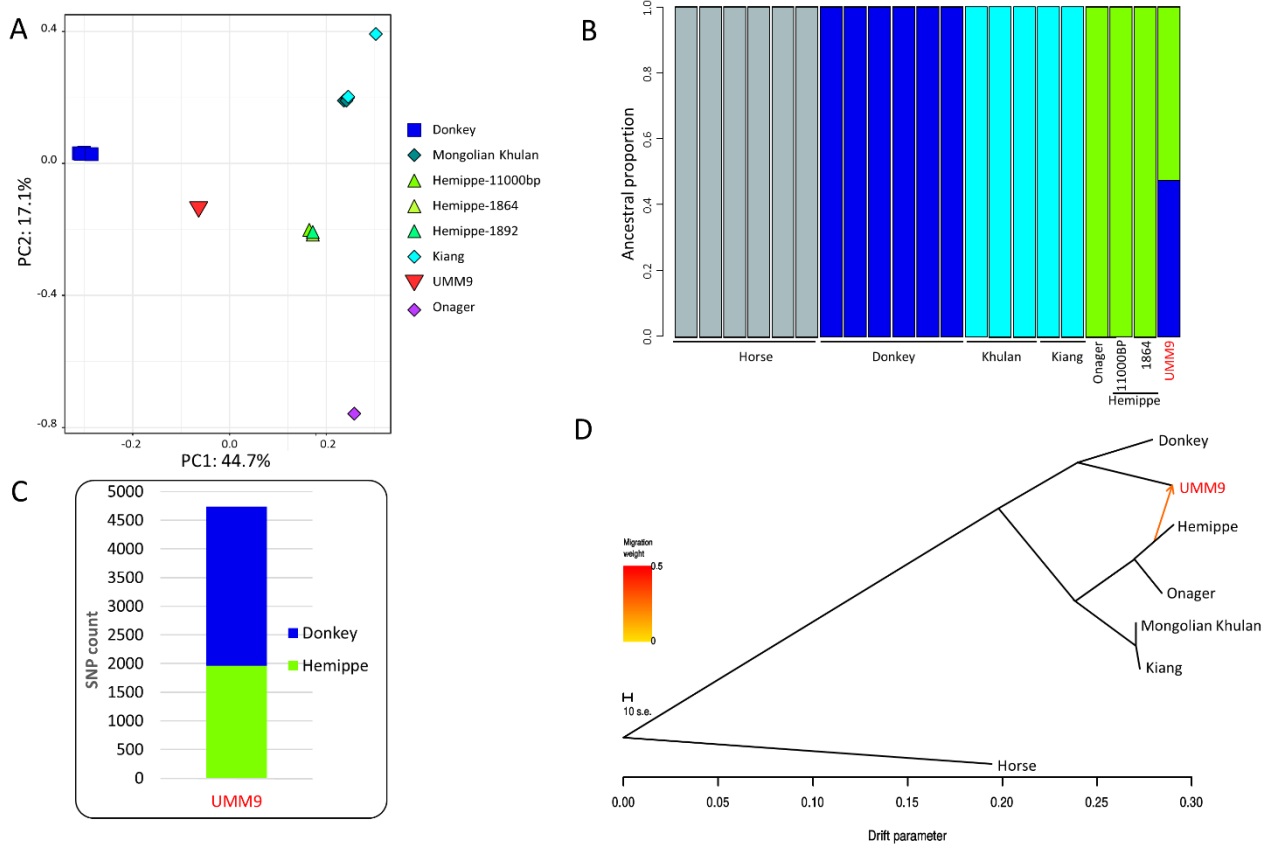 A
0.4
0.0
-0.4
-0.8
PC2: 17.1%
-0.2
0.0
0.2
PC1: 44.7%
Donkey
Mongolian Khulan
Hemippe-11000bp
Hemippe-1864
Hemippe-1892
Kiang
UMM9
Onager
B
Ancestral proportion
1.0
0.8
0.6
0.4
0.2
0.0
Horse
Donkey
Khulan
Kiang
Onager
11000BP
1864
UMM9
Hemippe
C
SNP count
5000
4500
4000
3500
3000
2500
2000
1500
1000
500
0
Donkey
Hemippe
UMM9
D
Migration
weight
0.5
0
10 s.e.
Donkey
UMM9
Hemippe
Onager
Mongolian Khulan
Kiang
Horse
0.00
0.05
0.10
0.15
0.20
0.25
0.30
Drift parameter